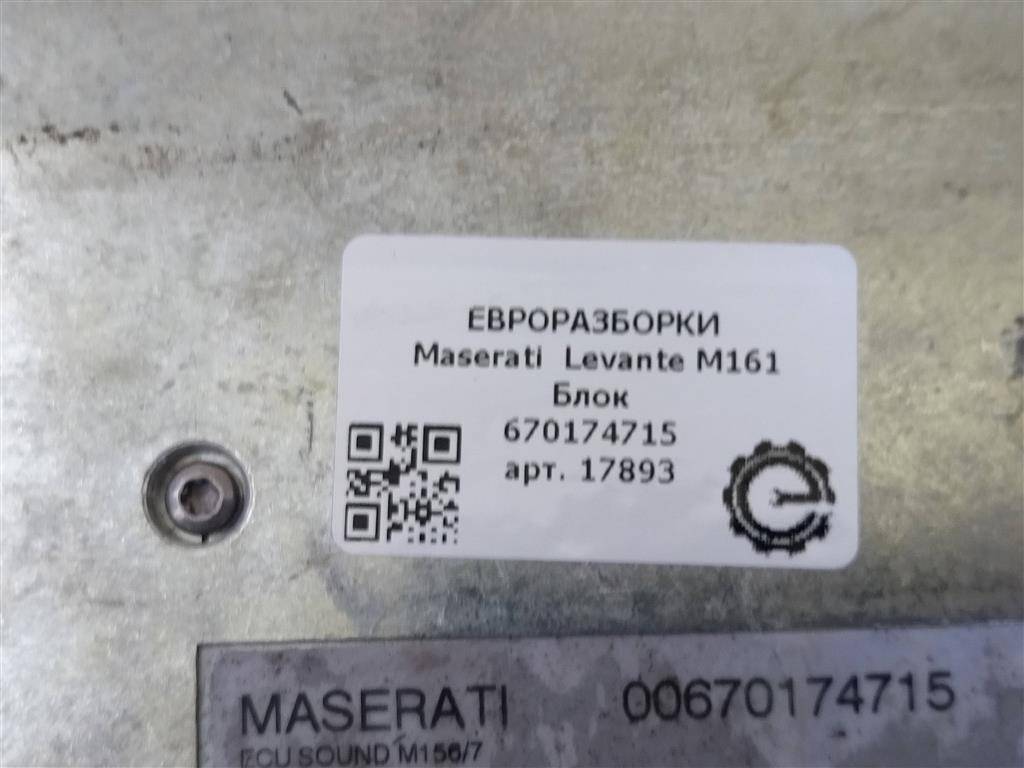 ЕВРОРАЗБОРКИ
Maserati Levante M161
Блок
670174715
арт. 17893
MASERATI 00670174715
ECU SOUND M156/7